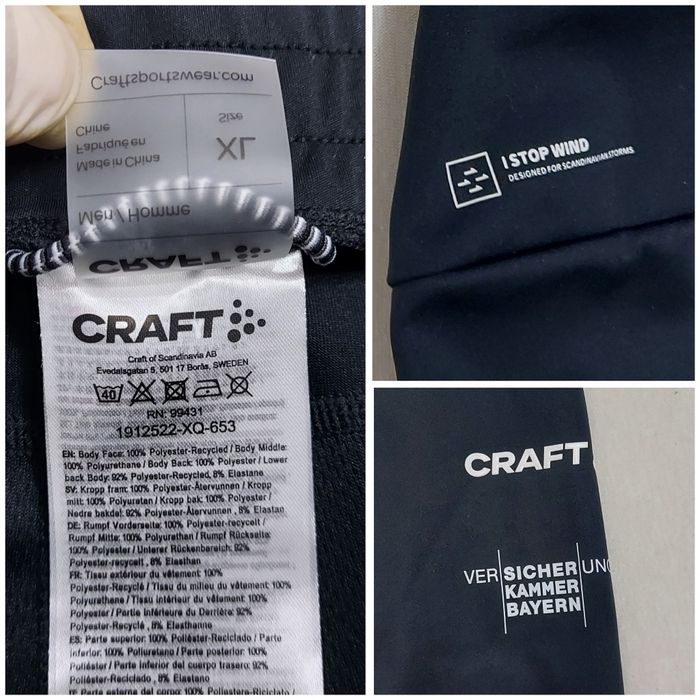 Craftsportswear.com
Size
XL
Made in China
Fabriqué en
Chine
Men / Homme
CRAFT
CRAFT
Craft of Scandinavia AB
Evedalsgatan 5, 501 17 Borås, SWEDEN
40
RN: 99431
1912522-XQ-653
EN: Body Face: 100% Polyester-Recycled / Body Middle:
100% Polyurethane / Body Back: 100% Polyester / Lower
back Body: 92% Polyester-Recycled, 8% Elastane
SV: Kropp fram: 100% Polyester-Återvunnen / Kropp
mitt: 100% Polyuretan / Kropp bak: 100% Polyester /
Nedre bakdel: 92% Polyester-Återvunnen , 8% Elastan
DE: Rumpf Vorderseite: 100% Polyester-recycelt /
Rumpf Mitte: 100% Polyurethan / Rumpf Rückseite:
100% Polyester / Unterer Rückenbereich: 92%
Polyester-recycelt , 8% Elasthan
FR: Tissu extérieur du vêtement: 100%
Polyester-Recyclé / Tissu du milieu du vêtement: 100%
Polyurethane / Tissu intérieur du vêtement: 100%
Polyester / Partie inférieure du Derrière: 92%
Polyester-Recyclé, 8% Elasthanne
ES: Parte superior: 100% Poliéster-Reciclado / Parte
inferior: 100% Poliuretano / Parte posterior: 100%
Poliéster / Parte inferior del cuerpo trasero: 92%
Poliéster-Reciclado , 8% Elastano
I STOP WIND
DESIGNED FOR SCANDINAVIAN STORMS.
CRAFT
VER SICHER UNG
KAMMER
BAYERN